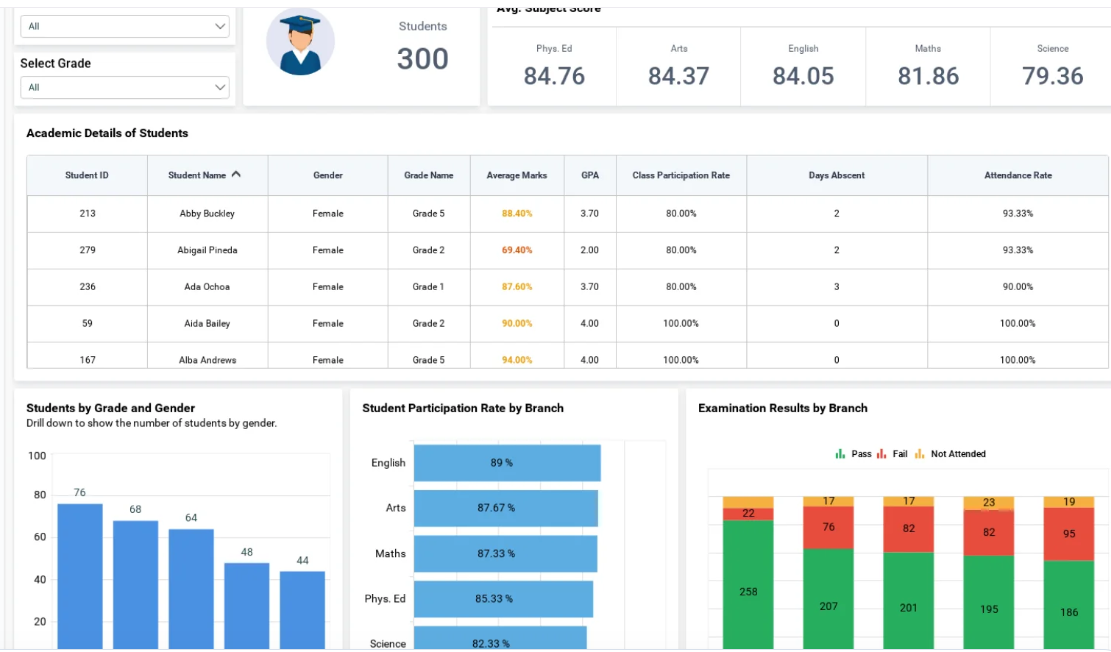 Avg. Subject Score
All
Select Grade
All
Students
300
Phys. Ed Arts English Maths Science
84.76 84.37 84.05 81.86 79.36
Academic Details of Students
Student ID Student Name Gender Grade Name Average Marks GPA Class Participation Rate Days Abscent Attendance Rate
213 Abby Buckley Female Grade 5 88.40% 3.70 80.00% 2 93.33%
279 Abigail Pineda Female Grade 2 69.40% 2.00 80.00% 2 93.33%
236 Ada Ochoa Female Grade 1 87.60% 3.70 80.00% 3 90.00%
59 Aida Bailey Female Grade 2 90.00% 4.00 100.00% 0 100.00%
167 Alba Andrews Female Grade 5 94.00% 4.00 100.00% 0 100.00%
Students by Grade and Gender
Drill down to show the number of students by gender.
100
80
60
40
20
76 68 64 48 44
Student Participation Rate by Branch
English 89 %
Arts 87.67 %
Maths 87.33 %
Phys. Ed 85.33 %
Science 82.33 %
Examination Results by Branch
Pass Fail Not Attended
17 17 23 19
22 76 82 82 95
258 207 201 195 186